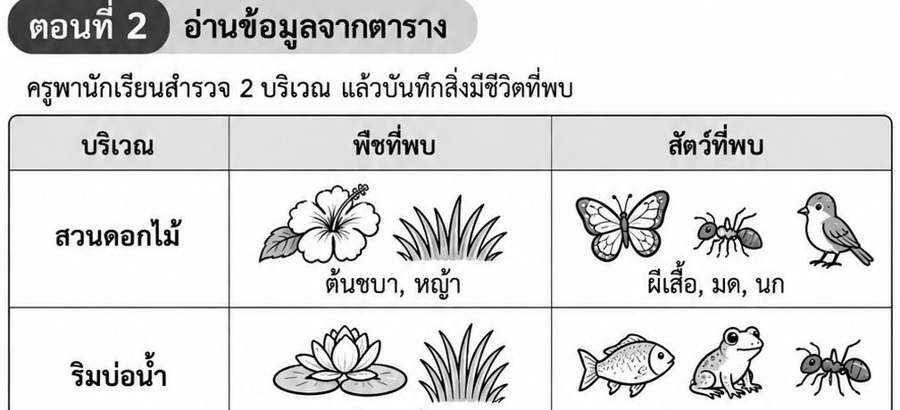 ตอนที่ 2 อ่านข้อมูลจากตาราง
ครูพานักเรียนสำรวจ 2 บริเวณ แล้วบันทึกสิ่งมีชีวิตที่พบ
บริเวณ พืชที่พบ สัตว์ที่พบ
สวนดอกไม้
ต้นชบา, หญ้า ผีเสื้อ, มด, นก
ริมบ่อน้ำ